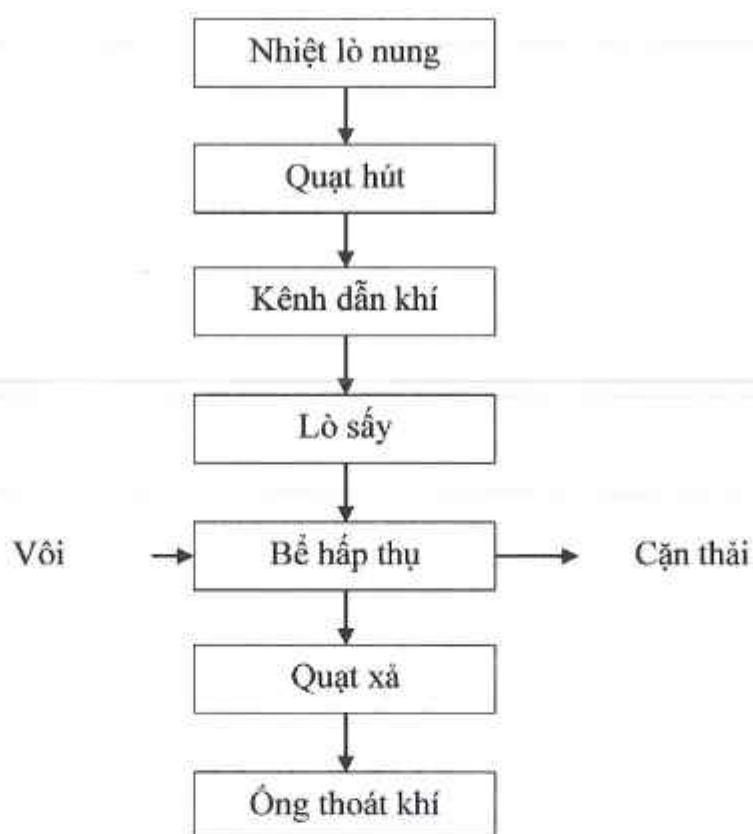 Nhiệt lò nung
Quạt hút
Kênh dẫn khí
Lò sấy
Vôi Bể hấp thụ Cặn thải
Quạt xả
Ống thoát khí